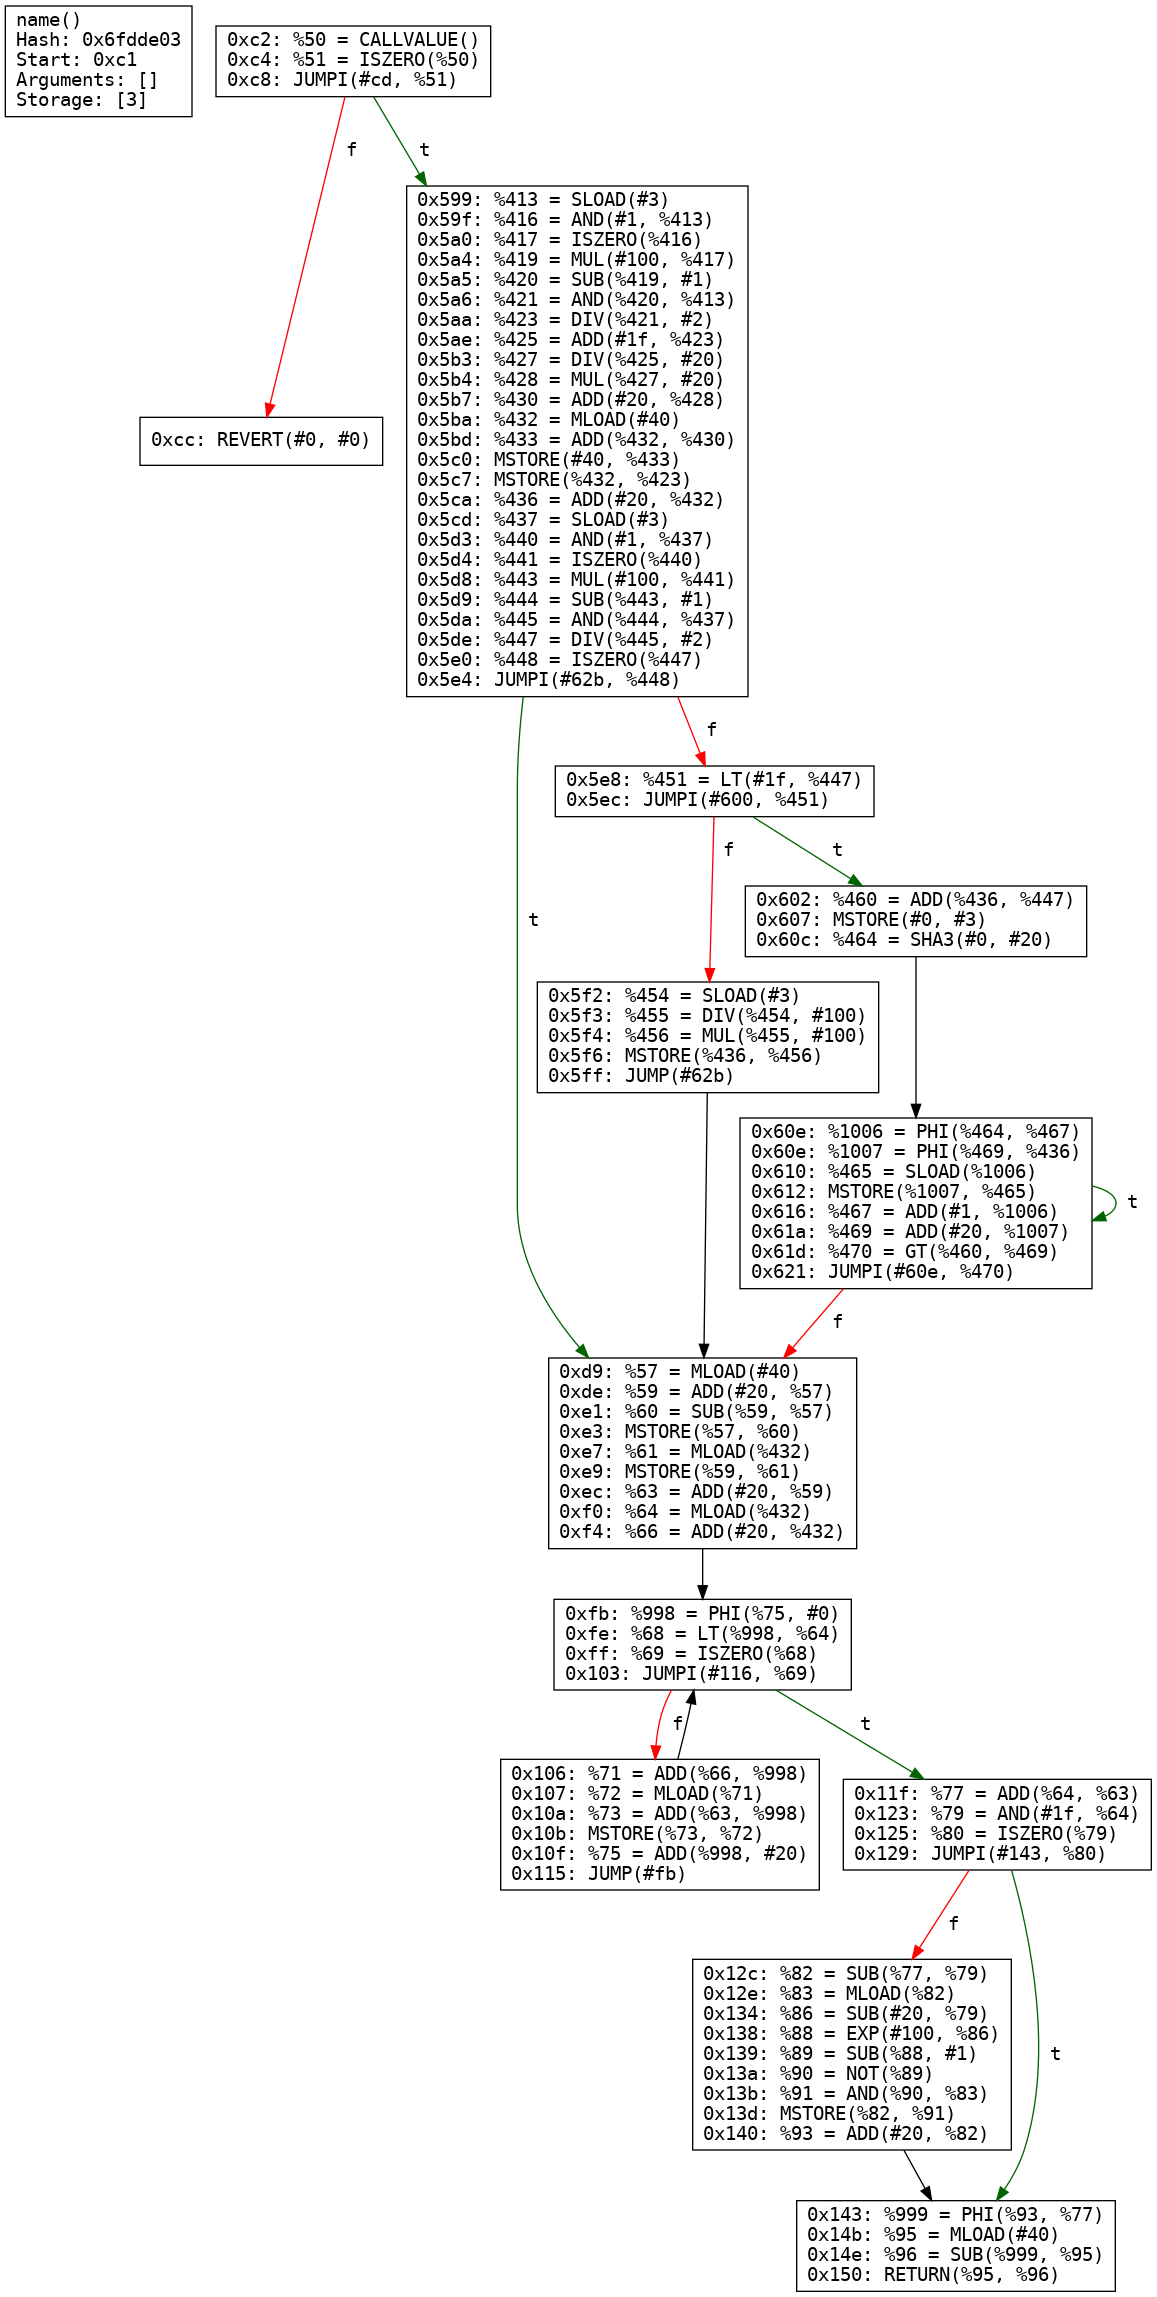 name()
Hash: 0x6fdde03
Start: 0xc1
Arguments: []
Storage: [3]
0xc2: %50 = CALLVALUE()
0xc4: %51 = ISZERO(%50)
0xc8: JUMPI(#cd, %51)
f
t
0x599: %413 = SLOAD(#3)
0x59f: %416 = AND(#1, %413)
0x5a0: %417 = ISZERO(%416)
0x5a4: %419 = MUL(#100, %417)
0x5a5: %420 = SUB(%419, #1)
0x5a6: %421 = AND(%420, %413)
0x5aa: %423 = DIV(%421, #2)
0x5ae: %425 = ADD(#1f, %423)
0x5b3: %427 = DIV(%425, #20)
0x5b4: %428 = MUL(%427, #20)
0x5b7: %430 = ADD(#20, %428)
0x5ba: %432 = MLOAD(#40)
0x5bd: %433 = ADD(%432, %430)
0x5c0: MSTORE(#40, %433)
0x5c7: MSTORE(%432, %423)
0x5ca: %436 = ADD(#20, %432)
0x5cd: %437 = SLOAD(#3)
0x5d3: %440 = AND(#1, %437)
0x5d4: %441 = ISZERO(%440)
0x5d8: %443 = MUL(#100, %441)
0x5d9: %444 = SUB(%443, #1)
0x5da: %445 = AND(%444, %437)
0x5de: %447 = DIV(%445, #2)
0x5e0: %448 = ISZERO(%447)
0x5e4: JUMPI(#62b, %448)
0xcc: REVERT(#0, #0)
f
0x5e8: %451 = LT(#1f, %447)
0x5ec: JUMPI(#600, %451)
f
t
t
0x602: %460 = ADD(%436, %447)
0x607: MSTORE(#0, #3)
0x60c: %464 = SHA3(#0, #20)
0x5f2: %454 = SLOAD(#3)
0x5f3: %455 = DIV(%454, #100)
0x5f4: %456 = MUL(%455, #100)
0x5f6: MSTORE(%436, %456)
0x5ff: JUMP(#62b)
0x60e: %1006 = PHI(%464, %467)
0x60e: %1007 = PHI(%469, %436)
0x610: %465 = SLOAD(%1006)
0x612: MSTORE(%1007, %465)
0x616: %467 = ADD(#1, %1006)
0x61a: %469 = ADD(#20, %1007)
0x61d: %470 = GT(%460, %469)
0x621: JUMPI(#60e, %470)
t
f
0xd9: %57 = MLOAD(#40)
0xde: %59 = ADD(#20, %57)
0xe1: %60 = SUB(%59, %57)
0xe3: MSTORE(%57, %60)
0xe7: %61 = MLOAD(%432)
0xe9: MSTORE(%59, %61)
0xec: %63 = ADD(#20, %59)
0xf0: %64 = MLOAD(%432)
0xf4: %66 = ADD(#20, %432)
0xfb: %998 = PHI(%75, #0)
0xfe: %68 = LT(%998, %64)
0xff: %69 = ISZERO(%68)
0x103: JUMPI(#116, %69)
f
t
0x106: %71 = ADD(%66, %998)
0x107: %72 = MLOAD(%71)
0x10a: %73 = ADD(%63, %998)
0x10b: MSTORE(%73, %72)
0x10f: %75 = ADD(%998, #20)
0x115: JUMP(#fb)
0x11f: %77 = ADD(%64, %63)
0x123: %79 = AND(#1f, %64)
0x125: %80 = ISZERO(%79)
0x129: JUMPI(#143, %80)
f
t
0x12c: %82 = SUB(%77, %79)
0x12e: %83 = MLOAD(%82)
0x134: %86 = SUB(#20, %79)
0x138: %88 = EXP(#100, %86)
0x139: %89 = SUB(%88, #1)
0x13a: %90 = NOT(%89)
0x13b: %91 = AND(%90, %83)
0x13d: MSTORE(%82, %91)
0x140: %93 = ADD(#20, %82)
0x143: %999 = PHI(%93, %77)
0x14b: %95 = MLOAD(#40)
0x14e: %96 = SUB(%999, %95)
0x150: RETURN(%95, %96)